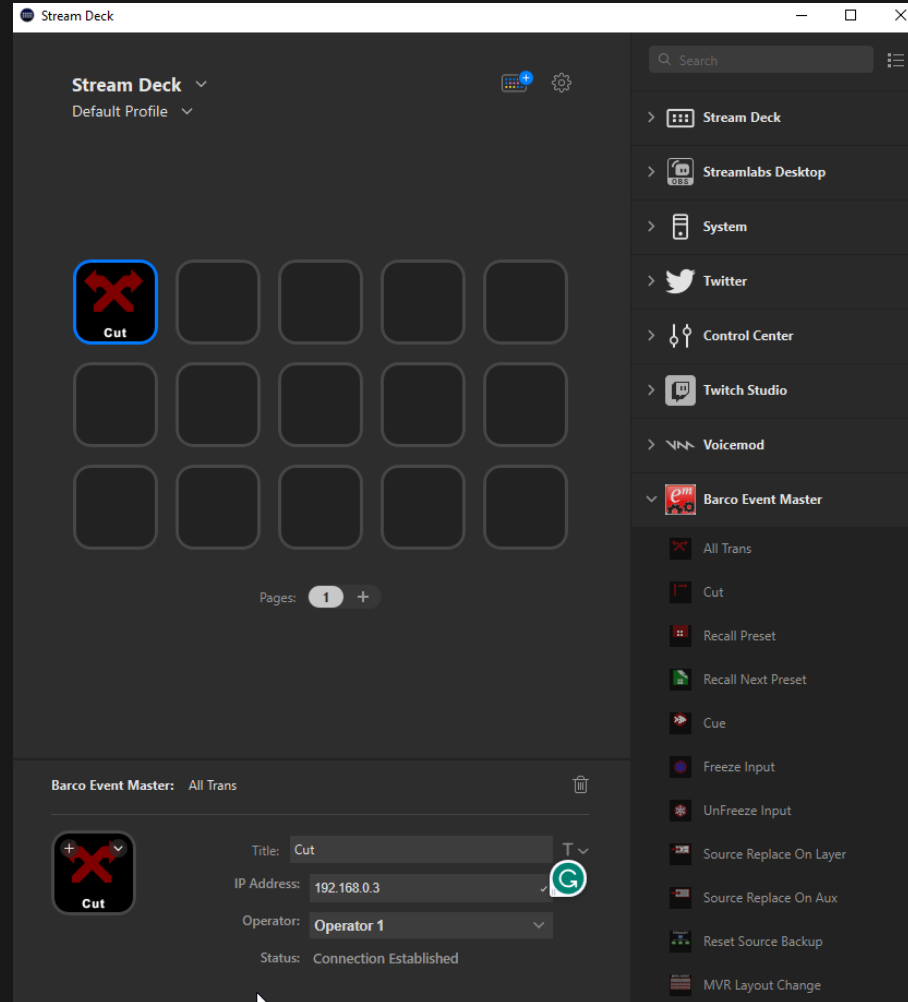 Stream Deck
Stream Deck
Default Profile
Cut
Pages: 1 +
Barco Event Master: All Trans
Cut
Title: Cut
T
G
IP Address: 192.168.0.3
Operator: Operator 1
Status: Connection Established
Search
Stream Deck
OBS
Streamlabs Desktop
System
Twitter
Control Center
Twitch Studio
Voicemod
em
Barco Event Master
All Trans
Cut
Recall Preset
Recall Next Preset
Cue
Freeze Input
UnFreeze Input
Source Replace On Layer
Source Replace On Aux
Reset Source Backup
MVR Layout Change